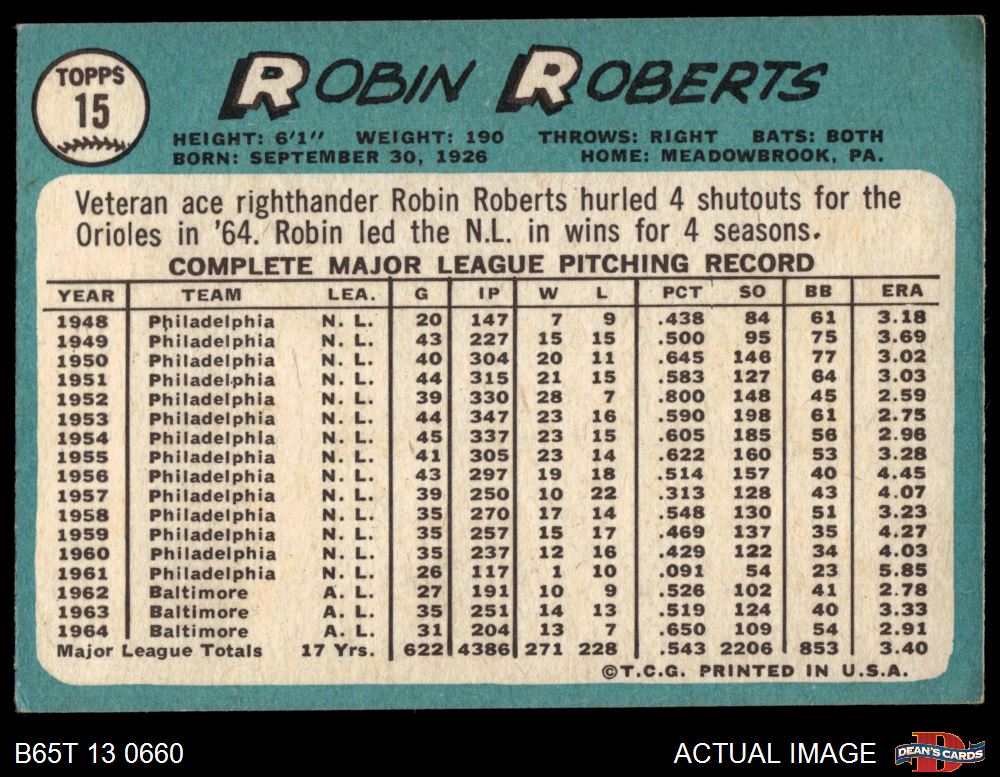 TOPPS
15
ROBIN ROBERTS
HEIGHT: 6'1" WEIGHT: 190 THROWS: RIGHT BATS: BOTH
BORN: SEPTEMBER 30, 1926 HOME: MEADOWBROOK, PA.
Veteran ace righthander Robin Roberts hurled 4 shutouts for the
Orioles in '64. Robin led the N.L. in wins for 4 seasons.
COMPLETE MAJOR LEAGUE PITCHING RECORD
YEAR TEAM LEA. G IP W L PCT SO BB ERA
1948 Philadelphia N. L. 20 147 7 9 .438 84 61 3.18
1949 Philadelphia N. L. 43 227 15 15 .500 95 75 3.69
1950 Philadelphia N. L. 40 304 20 11 .645 146 77 3.02
1951 Philadelphia N. L. 44 315 21 15 .583 127 64 3.03
1952 Philadelphia N. L. 39 330 28 7 .800 148 45 2.59
1953 Philadelphia N. L. 44 347 23 16 .590 198 61 2.75
1954 Philadelphia N. L. 45 337 23 15 .605 185 56 2.96
1955 Philadelphia N. L. 41 305 23 14 .622 160 53 3.28
1956 Philadelphia N. L. 43 297 19 18 .514 157 40 4.45
1957 Philadelphia N. L. 39 250 10 22 .313 128 43 4.07
1958 Philadelphia N. L. 35 270 17 14 .548 130 51 3.23
1959 Philadelphia N. L. 35 257 15 17 .469 137 35 4.27
1960 Philadelphia N. L. 35 237 12 16 .429 122 34 4.03
1961 Philadelphia N. L. 26 117 1 10 .091 54 23 5.85
1962 Baltimore A. L. 27 191 10 9 .526 102 41 2.78
1963 Baltimore A. L. 35 251 14 13 .519 124 40 3.33
1964 Baltimore A. L. 31 204 13 7 .650 109 54 2.91
Major League Totals 17 Yrs. 622 4386 271 228 .543 2206 853 3.40
©T.C.G. PRINTED IN U.S.A.
B65T 13 0660 ACTUAL IMAGE DEAN'S CARDS